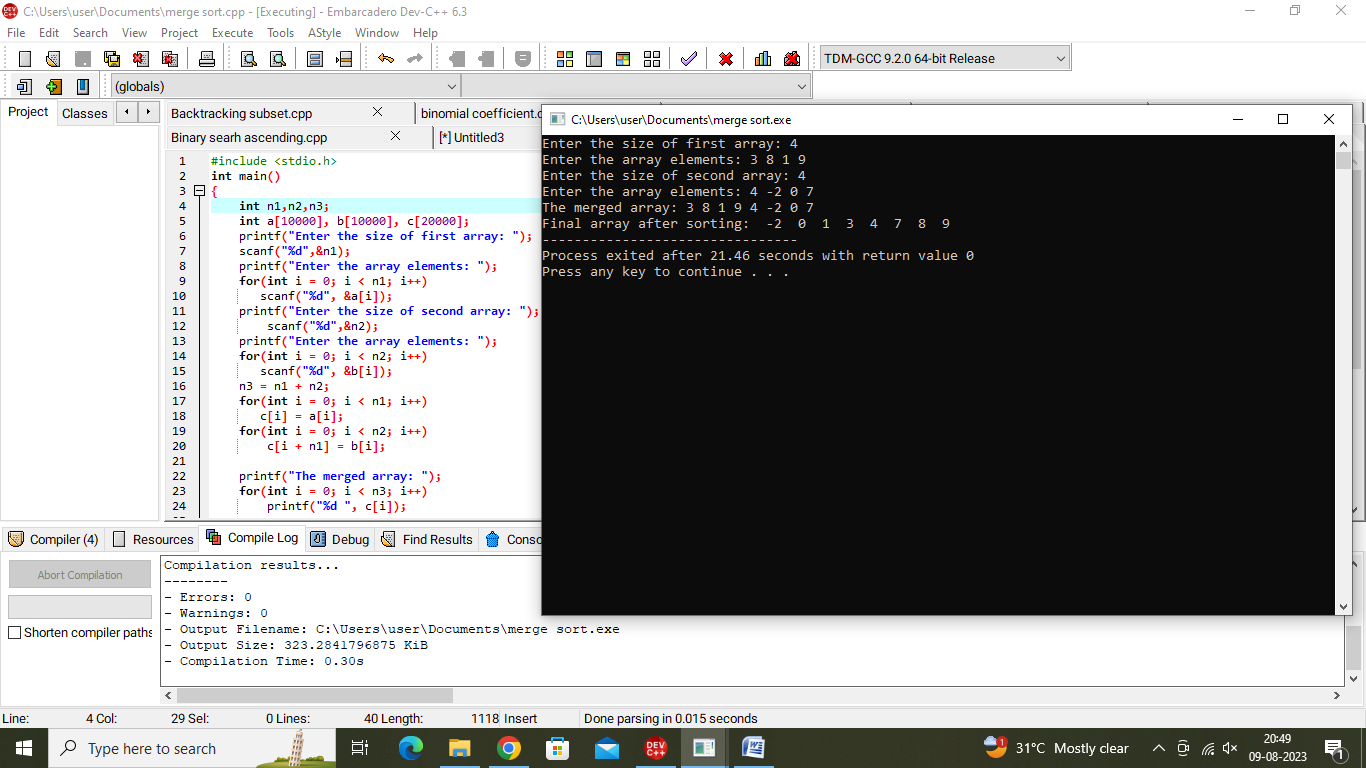 C:\Users\user\Documents\merge sort.cpp - [Executing] - Embarcadero Dev-C++ 6.3
File Edit Search View Project Execute Tools AStyle Window Help
TDM-GCC 9.2.0 64-bit Release
(globals)
Project Classes
Backtracking subset.cpp
binomial coefficient.c
Binary searh ascending.cpp
[*] Untitled3
1 #include <stdio.h>
2 int main()
3 {
4 int n1,n2,n3;
5 int a[10000], b[10000], c[20000];
6 printf("Enter the size of first array: ");
7 scanf("%d",&n1);
8 printf("Enter the array elements: ");
9 for(int i = 0; i < n1; i++)
10 scanf("%d", &a[i]);
11 printf("Enter the size of second array: ");
12 scanf("%d",&n2);
13 printf("Enter the array elements: ");
14 for(int i = 0; i < n2; i++)
15 scanf("%d", &b[i]);
16 n3 = n1 + n2;
17 for(int i = 0; i < n1; i++)
18 c[i] = a[i];
19 for(int i = 0; i < n2; i++)
20 c[i + n1] = b[i];
21
22 printf("The merged array: ");
23 for(int i = 0; i < n3; i++)
24 printf("%d ", c[i]);
C:\Users\user\Documents\merge sort.exe
Enter the size of first array: 4
Enter the array elements: 3 8 1 9
Enter the size of second array: 4
Enter the array elements: 4 -2 0 7
The merged array: 3 8 1 9 4 -2 0 7
Final array after sorting:  -2  0  1  3  4  7  8  9
--------------------------------
Process exited after 21.46 seconds with return value 0
Press any key to continue . . .
Compiler (4) Resources Compile Log Debug Find Results Conso
Abort Compilation
Shorten compiler paths
Compilation results...
--------
- Errors: 0
- Warnings: 0
- Output Filename: C:\Users\user\Documents\merge sort.exe
- Output Size: 323.2841796875 KiB
- Compilation Time: 0.30s
Line: 4 Col: 29 Sel: 0 Lines: 40 Length: 1118 Insert Done parsing in 0.015 seconds
Type here to search
DEV C++
1
31°C Mostly clear
20:49
09-08-2023
1